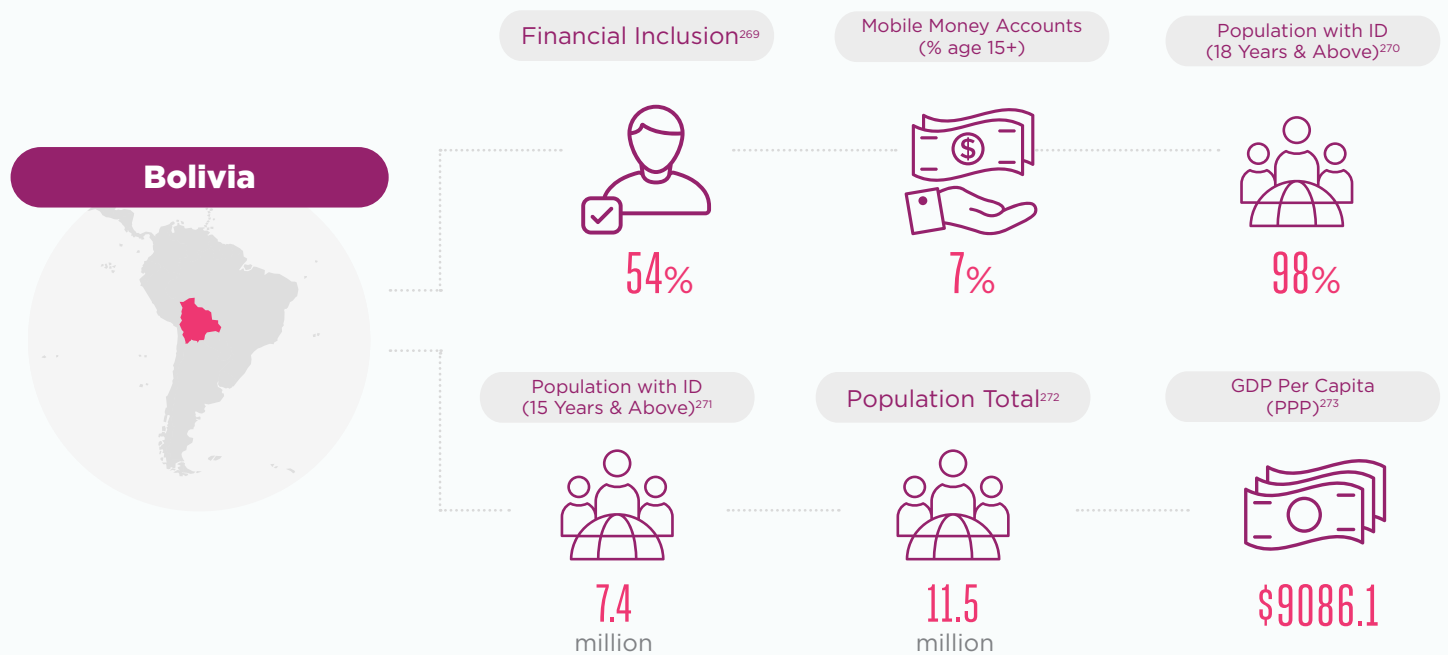 Bolivia
Financial Inclusion269
54%
Mobile Money Accounts
(% age 15+)
$
7%
Population with ID
(18 Years & Above)270
98%
Population with ID
(15 Years & Above)271
7.4
million
Population Total272
11.5
million
GDP Per Capita
(PPP)273
$9086.1